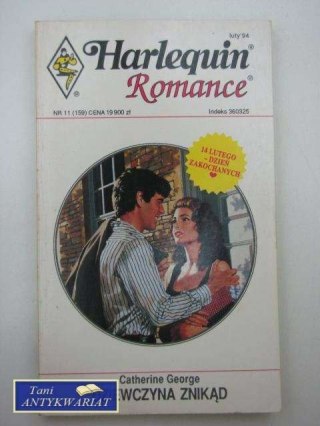 luty '94
Harlequin®
Romance®
NR 11 (159) CENA 19 900 zł
Indeks 360325
14 LUTEGO
– DZIEŃ
ZAKOCHANYCH
Catherine George
EWCZYNA ZNIKĄD
Tani
ANTYKWARIAT